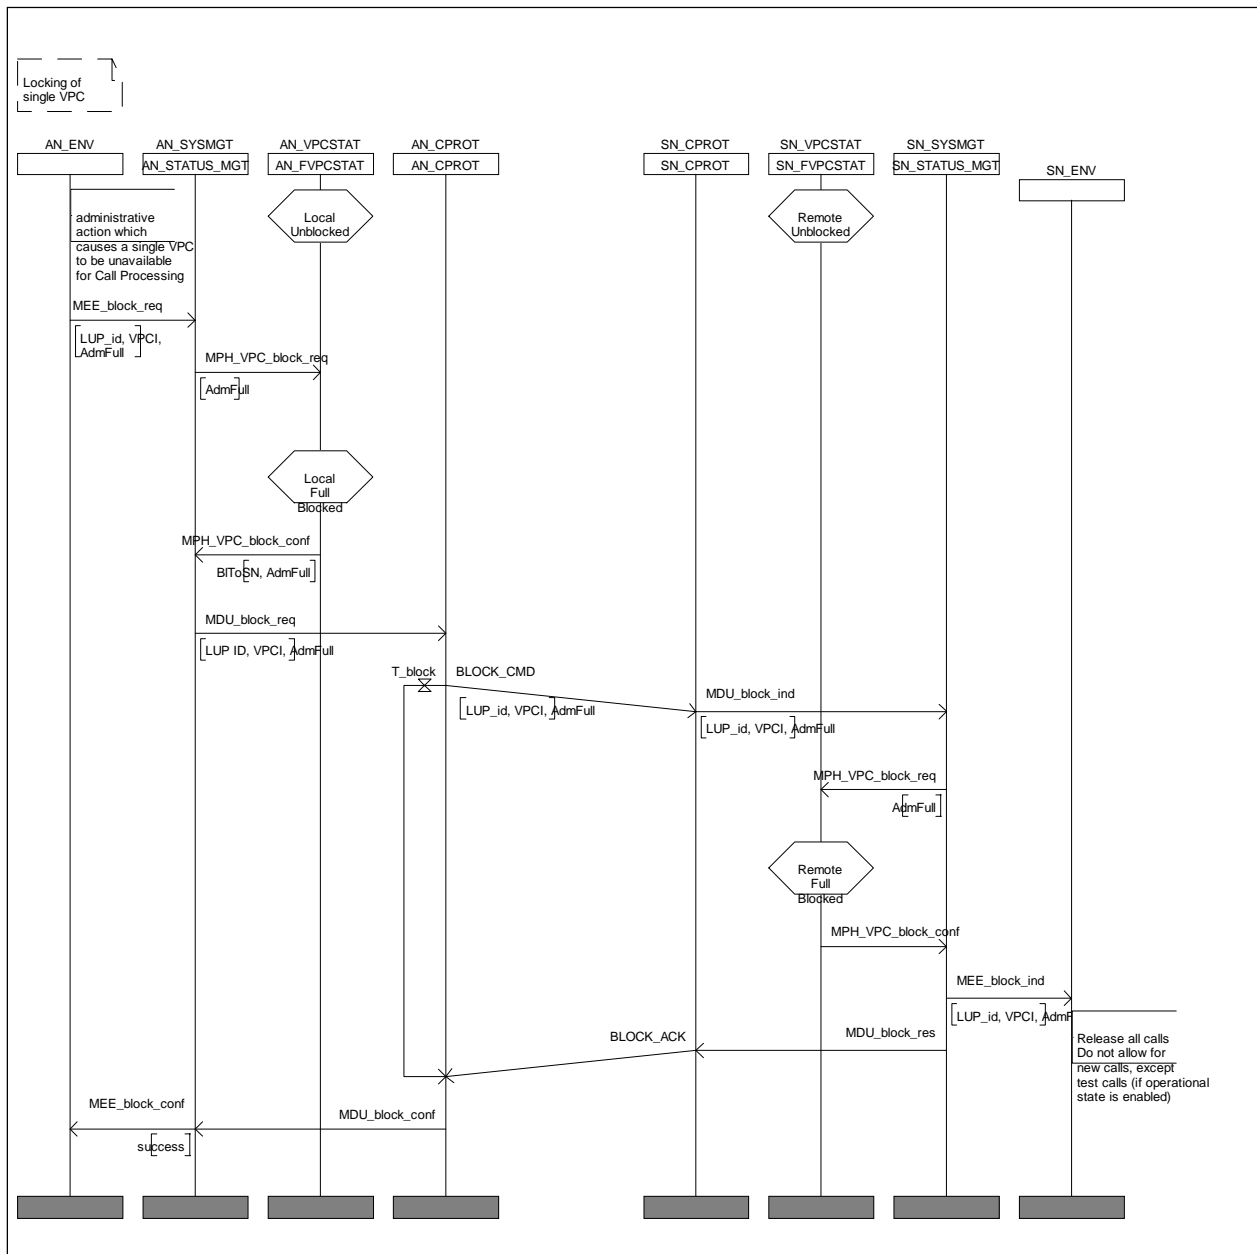 Locking of
single VPC
AN_ENV
AN_SYSMGT
AN_STATUS_MGT
AN_VPCSTAT
AN_FVPCSTAT
AN_CPROT
AN_CPROT
SN_CPROT
SN_CPROT
SN_VPCSTAT
SN_FVPCSTAT
SN_SYSMGT
SN_STATUS_MGT
SN_ENV
administrative
action which
causes a single VPC
to be unavailable
for Call Processing
Local
Unblocked
Remote
Unblocked
MEE_block_req
LUP_id, VPCI,
AdmFull
MPH_VPC_block_req
AdmFull
Local
Full
Blocked
MPH_VPC_block_conf
BlToSN, AdmFull
MDU_block_req
LUP ID, VPCI, AdmFull
T_block
BLOCK_CMD
LUP_id, VPCI, AdmFull
MDU_block_ind
LUP_id, VPCI, AdmFull
MPH_VPC_block_req
AdmFull
Remote
Full
Blocked
MPH_VPC_block_conf
MEE_block_ind
LUP_id, VPCI, AdmF
Release all calls
Do not allow for
new calls, except
test calls (if operational
state is enabled)
MDU_block_res
BLOCK_ACK
MEE_block_conf
success
MDU_block_conf